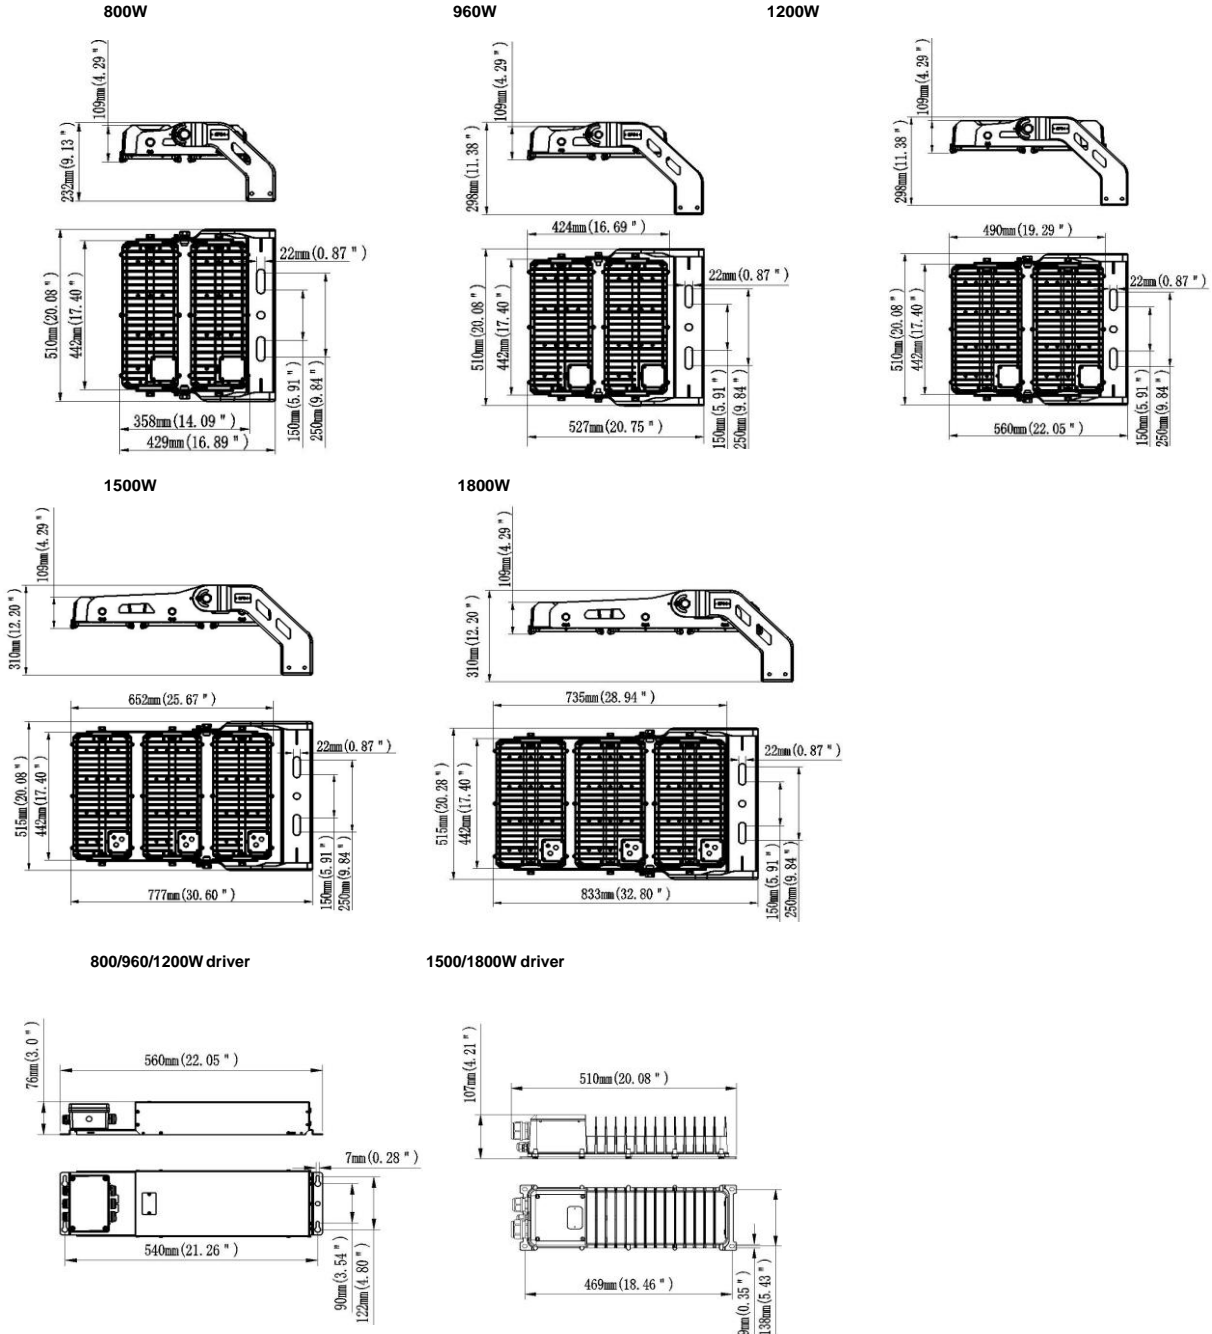 800W
960W
1200W
109mm(4.29")
232mm(9.13")
510mm(20.08")
442mm(17.40")
22mm(0.87")
358mm(14.09")
429mm(16.89")
150mm(5.91")
250mm(9.84")
109mm(4.29")
298mm(11.38")
424mm(16.69")
510mm(20.08")
442mm(17.40")
22mm(0.87")
527mm(20.75")
150mm(5.91")
250mm(9.84")
109mm(4.29")
298mm(11.38")
490mm(19.29")
510mm(20.08")
442mm(17.40")
22mm(0.87")
560mm(22.05")
150mm(5.91")
250mm(9.84")
1500W
1800W
109mm(4.29")
310mm(12.20")
652mm(25.67")
515mm(20.08")
442mm(17.40")
22mm(0.87")
777mm(30.60")
150mm(5.91")
250mm(9.84")
109mm(4.29")
310mm(12.20")
735mm(28.94")
515mm(20.28")
442mm(17.40")
22mm(0.87")
833mm(32.80")
150mm(5.91")
250mm(9.84")
800/960/1200W driver
1500/1800W driver
76mm(3.0")
560mm(22.05")
7mm(0.28")
540mm(21.26")
90mm(3.54")
122mm(4.80")
107mm(4.21")
510mm(20.08")
469mm(18.46")
9mm(0.35")
138mm(5.43")